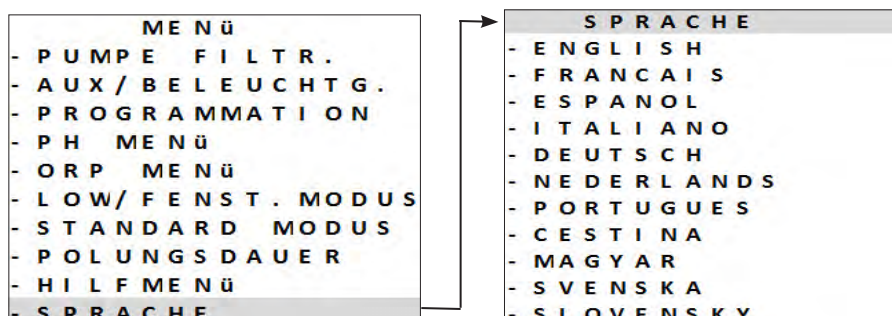 MENü
- PUMPE FILTR.
- AUX/BELEUCHTG.
- PROGRAMMATION
- PH MENü
- ORP MENü
- LOW/FENST. MODUS
- STANDARD MODUS
- POLUNGSDAUER
- HILFMENü
- SPRACHE
SPRACHE
- ENGLISH
- FRANCAIS
- ESPANOL
- ITALIANO
- DEUTSCH
- NEDERLANDS
- PORTUGUES
- CESTINA
- MAGYAR
- SVENSKA
- SLOVENSKY